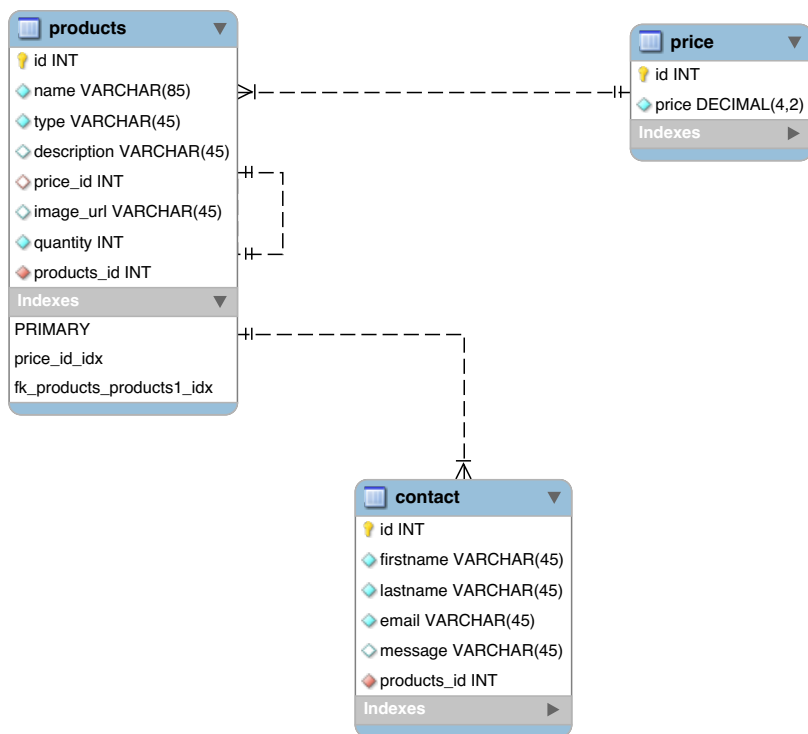 products
id INT
name VARCHAR(85)
type VARCHAR(45)
description VARCHAR(45)
price_id INT
image_url VARCHAR(45)
quantity INT
products_id INT
Indexes
PRIMARY
price_id_idx
fk_products_products1_idx
price
id INT
price DECIMAL(4,2)
Indexes
contact
id INT
firstname VARCHAR(45)
lastname VARCHAR(45)
email VARCHAR(45)
message VARCHAR(45)
products_id INT
Indexes